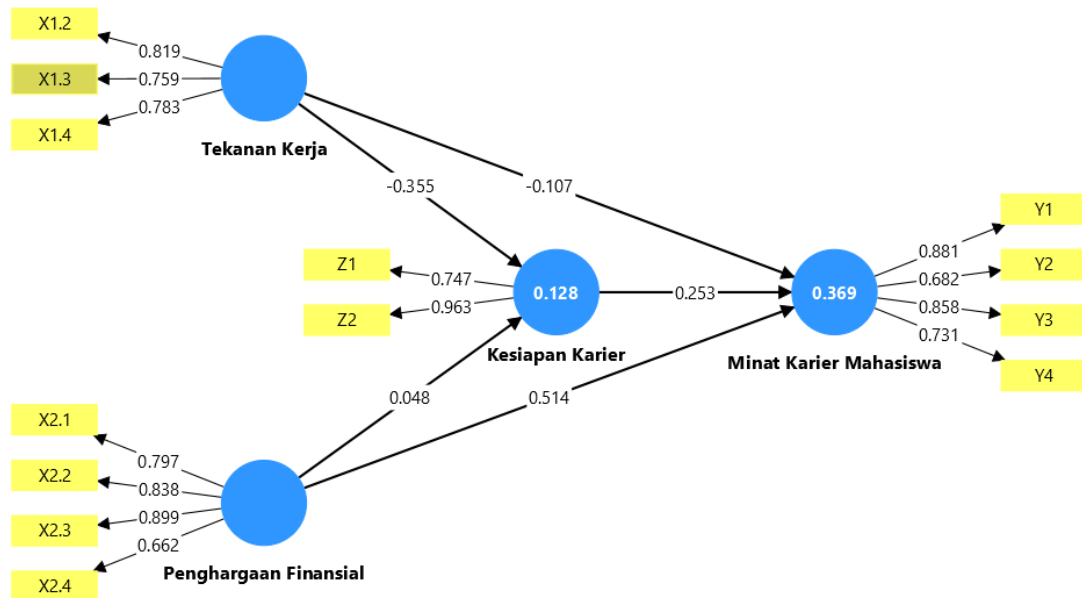 X1.2
0.819
X1.3
0.759
X1.4
0.783
Tekanan Kerja
-0.355
-0.107
Z1
0.747
Z2
0.963
0.128
Kesiapan Karier
0.253
0.369
Minat Karier Mahasiswa
Y1
0.881
Y2
0.682
Y3
0.858
Y4
0.731
0.048
0.514
X2.1
0.797
X2.2
0.838
X2.3
0.899
X2.4
0.662
Penghargaan Finansial